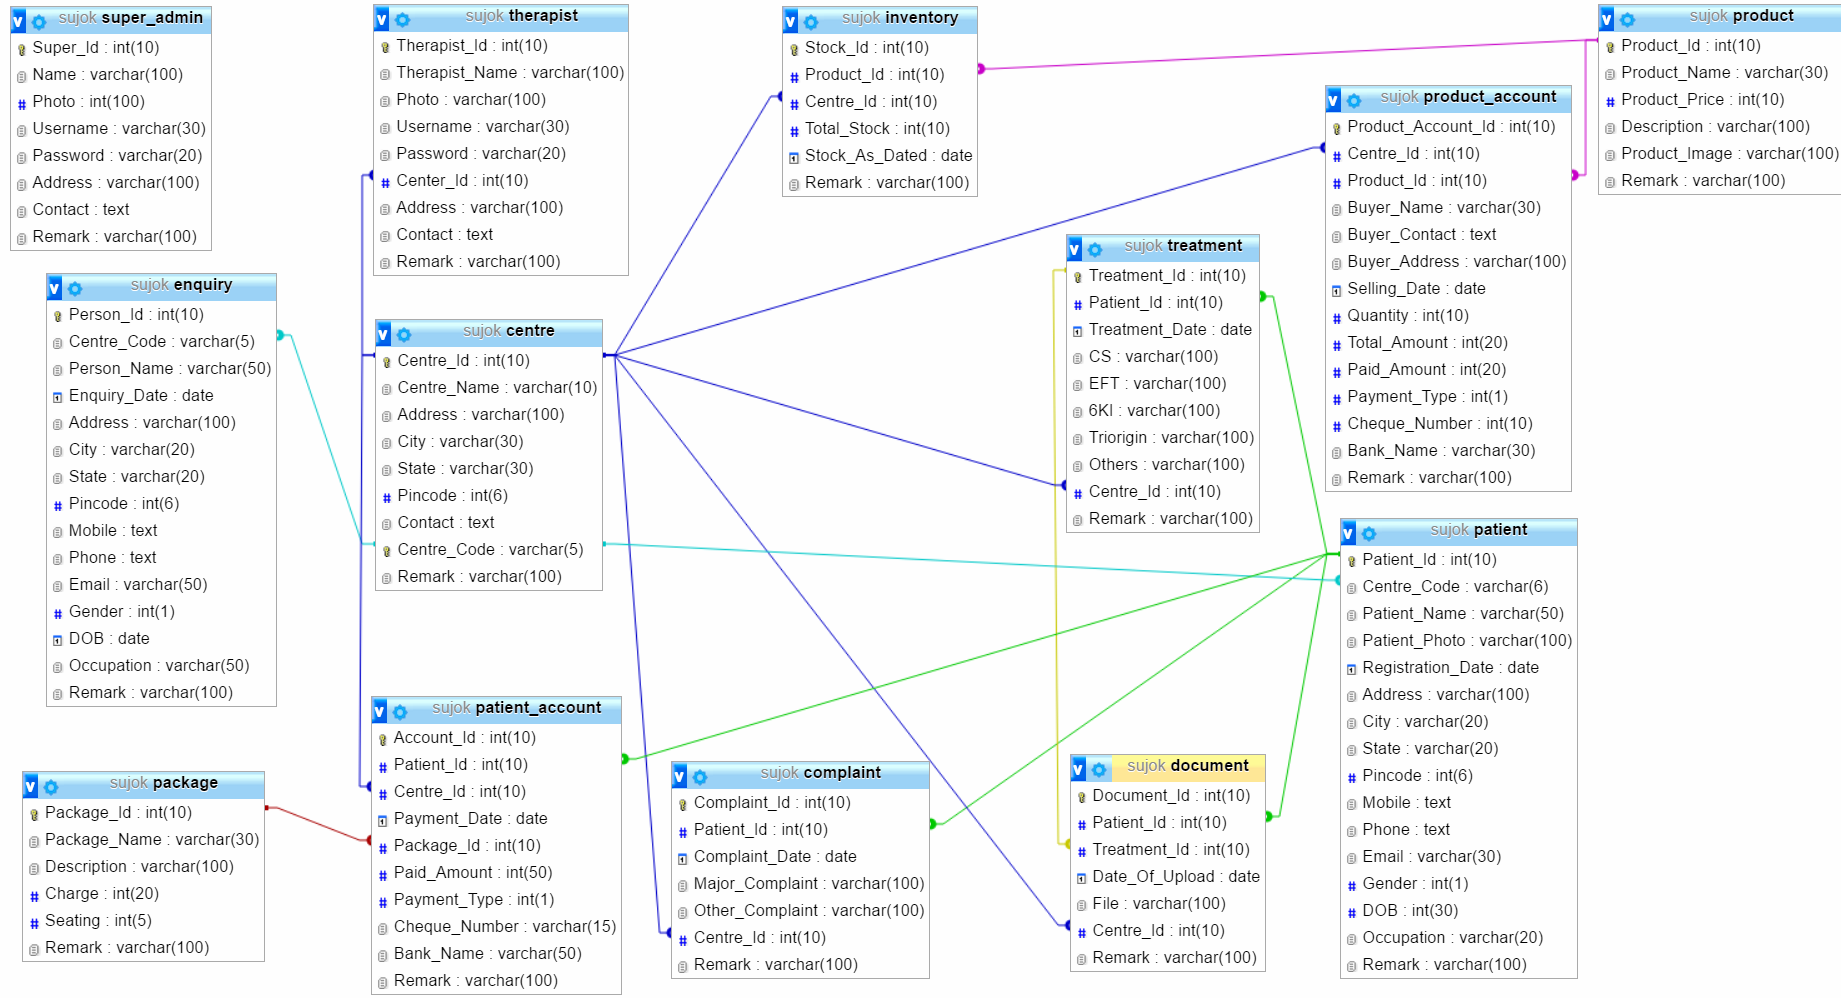 sujok super_admin
Super_Id : int(10)
Name : varchar(100)
Photo : int(100)
Username : varchar(30)
Password : varchar(20)
Address : varchar(100)
Contact : text
Remark : varchar(100)
sujok therapist
Therapist_Id : int(10)
Therapist_Name : varchar(100)
Photo : varchar(100)
Username : varchar(30)
Password : varchar(20)
Center_Id : int(10)
Address : varchar(100)
Contact : text
Remark : varchar(100)
sujok inventory
Stock_Id : int(10)
Product_Id : int(10)
Centre_Id : int(10)
Total_Stock : int(10)
Stock_As_Dated : date
Remark : varchar(100)
sujok product
Product_Id : int(10)
Product_Name : varchar(30)
Product_Price : int(10)
Description : varchar(100)
Product_Image : varchar(100)
Remark : varchar(100)
sujok product_account
Product_Account_Id : int(10)
Centre_Id : int(10)
Product_Id : int(10)
Buyer_Name : varchar(30)
Buyer_Contact : text
Buyer_Address : varchar(100)
Selling_Date : date
Quantity : int(10)
Total_Amount : int(20)
Paid_Amount : int(20)
Payment_Type : int(1)
Cheque_Number : int(10)
Bank_Name : varchar(30)
Remark : varchar(100)
sujok treatment
Treatment_Id : int(10)
Patient_Id : int(10)
Treatment_Date : date
CS : varchar(100)
EFT : varchar(100)
6KI : varchar(100)
Triorigin : varchar(100)
Others : varchar(100)
Centre_Id : int(10)
Remark : varchar(100)
sujok enquiry
Person_Id : int(10)
Centre_Code : varchar(5)
Person_Name : varchar(50)
Enquiry_Date : date
Address : varchar(100)
City : varchar(20)
State : varchar(20)
Pincode : int(6)
Mobile : text
Phone : text
Email : varchar(50)
Gender : int(1)
DOB : date
Occupation : varchar(50)
Remark : varchar(100)
sujok centre
Centre_Id : int(10)
Centre_Name : varchar(10)
Address : varchar(100)
City : varchar(30)
State : varchar(30)
Pincode : int(6)
Contact : text
Centre_Code : varchar(5)
Remark : varchar(100)
sujok patient
Patient_Id : int(10)
Centre_Code : varchar(6)
Patient_Name : varchar(50)
Patient_Photo : varchar(100)
Registration_Date : date
Address : varchar(100)
City : varchar(20)
State : varchar(20)
Pincode : int(6)
Mobile : text
Phone : text
Email : varchar(30)
Gender : int(1)
DOB : int(30)
Occupation : varchar(20)
Remark : varchar(100)
sujok package
Package_Id : int(10)
Package_Name : varchar(30)
Description : varchar(100)
Charge : int(20)
Seating : int(5)
Remark : varchar(100)
sujok patient_account
Account_Id : int(10)
Patient_Id : int(10)
Centre_Id : int(10)
Payment_Date : date
Package_Id : int(10)
Paid_Amount : int(50)
Payment_Type : int(1)
Cheque_Number : varchar(15)
Bank_Name : varchar(50)
Remark : varchar(100)
sujok complaint
Complaint_Id : int(10)
Patient_Id : int(10)
Complaint_Date : date
Major_Complaint : varchar(100)
Other_Complaint : varchar(100)
Centre_Id : int(10)
Remark : varchar(100)
sujok document
Document_Id : int(10)
Patient_Id : int(10)
Treatment_Id : int(10)
Date_Of_Upload : date
File : varchar(100)
Centre_Id : int(10)
Remark : varchar(100)